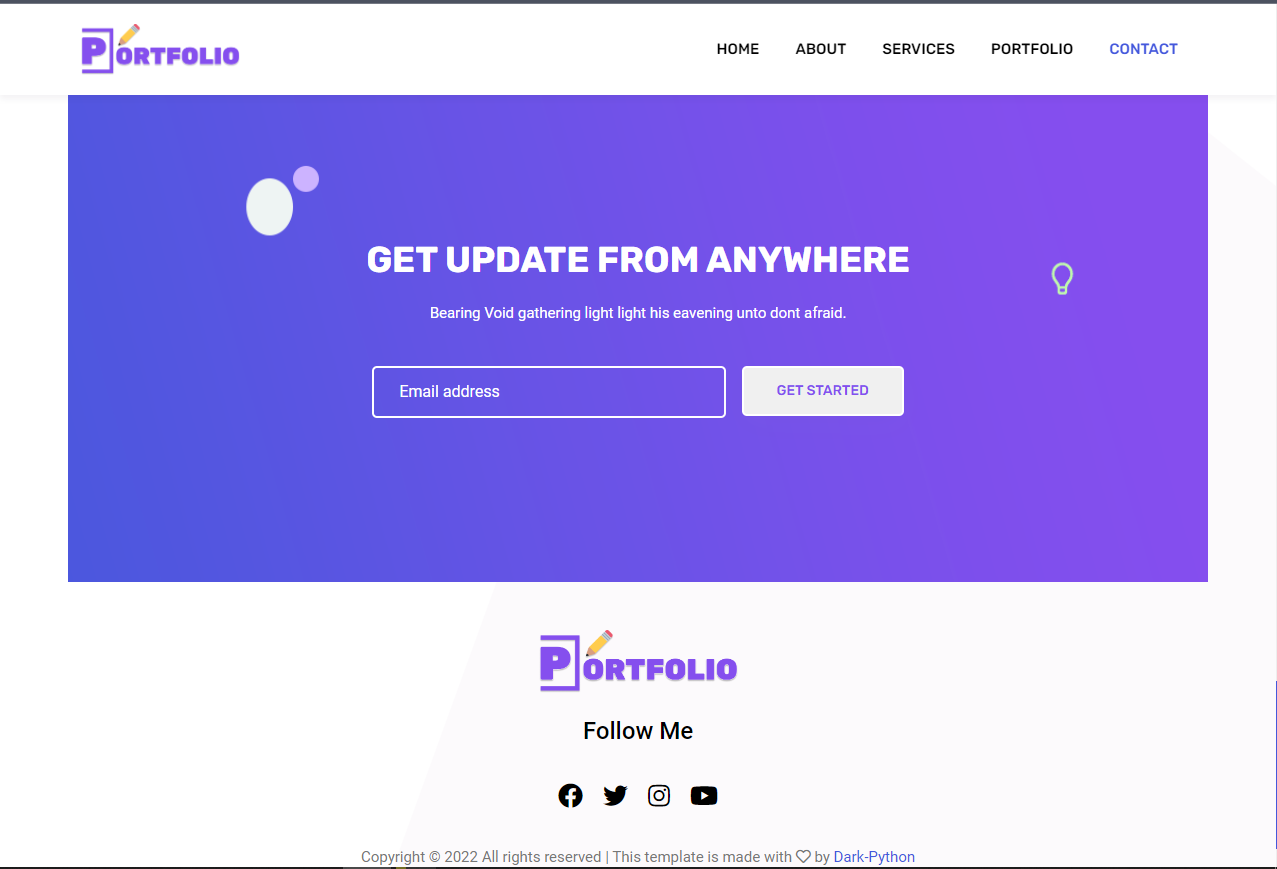 PORTFOLIO
HOME ABOUT SERVICES PORTFOLIO CONTACT
GET UPDATE FROM ANYWHERE
Bearing Void gathering light light his eavening unto dont afraid.
Email address
GET STARTED
PORTFOLIO
Follow Me
Copyright © 2022 All rights reserved | This template is made with ♡ by Dark-Python